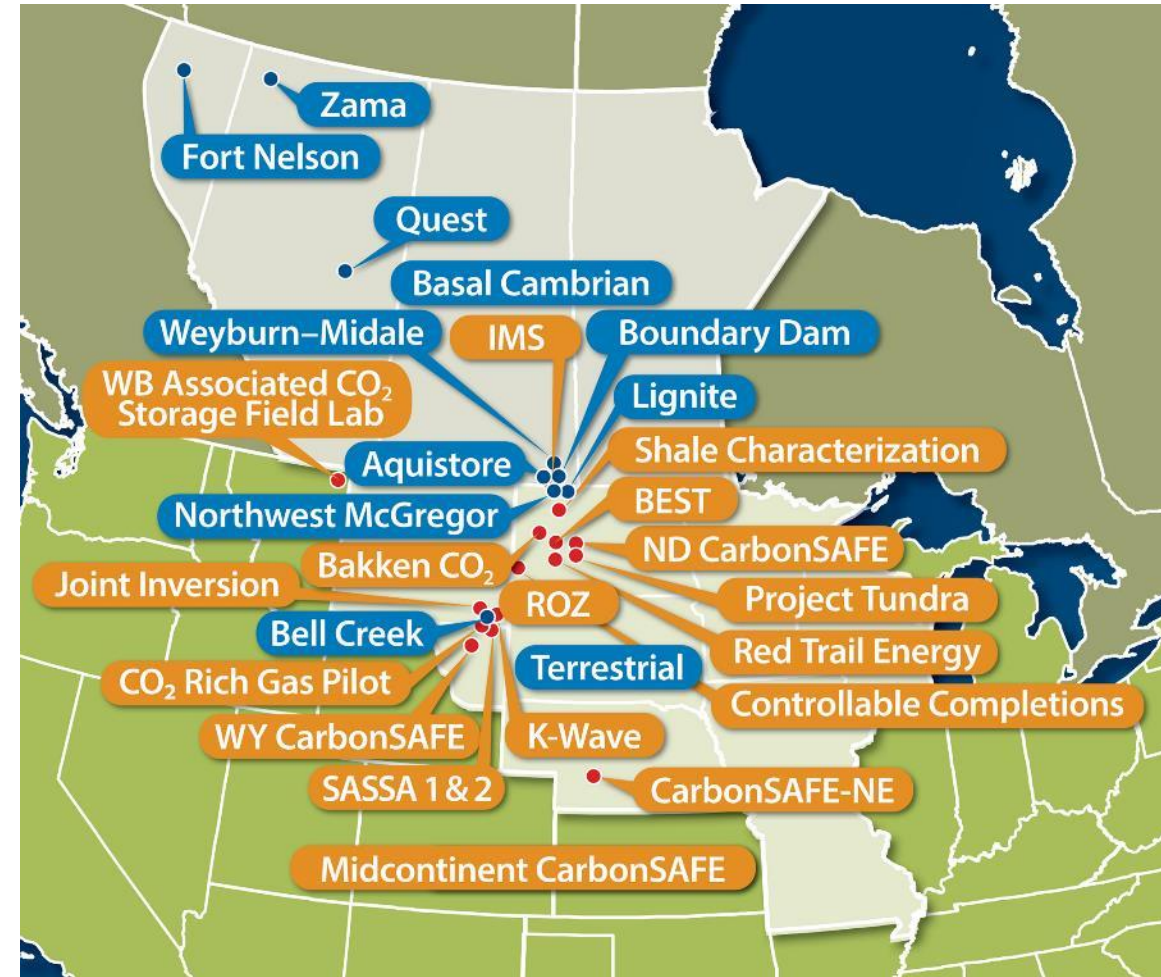 Zama
Fort Nelson
Quest
Basal Cambrian
Weyburn–Midale
IMS
Boundary Dam
WB Associated CO₂
Storage Field Lab
Lignite
Aquistore
Shale Characterization
Northwest McGregor
BEST
Bakken CO₂
ND CarbonSAFE
Joint Inversion
ROZ
Project Tundra
Bell Creek
Terrestrial
Red Trail Energy
CO₂ Rich Gas Pilot
Controllable Completions
WY CarbonSAFE
K-Wave
SASSA 1 & 2
CarbonSAFE-NE
Midcontinent CarbonSAFE